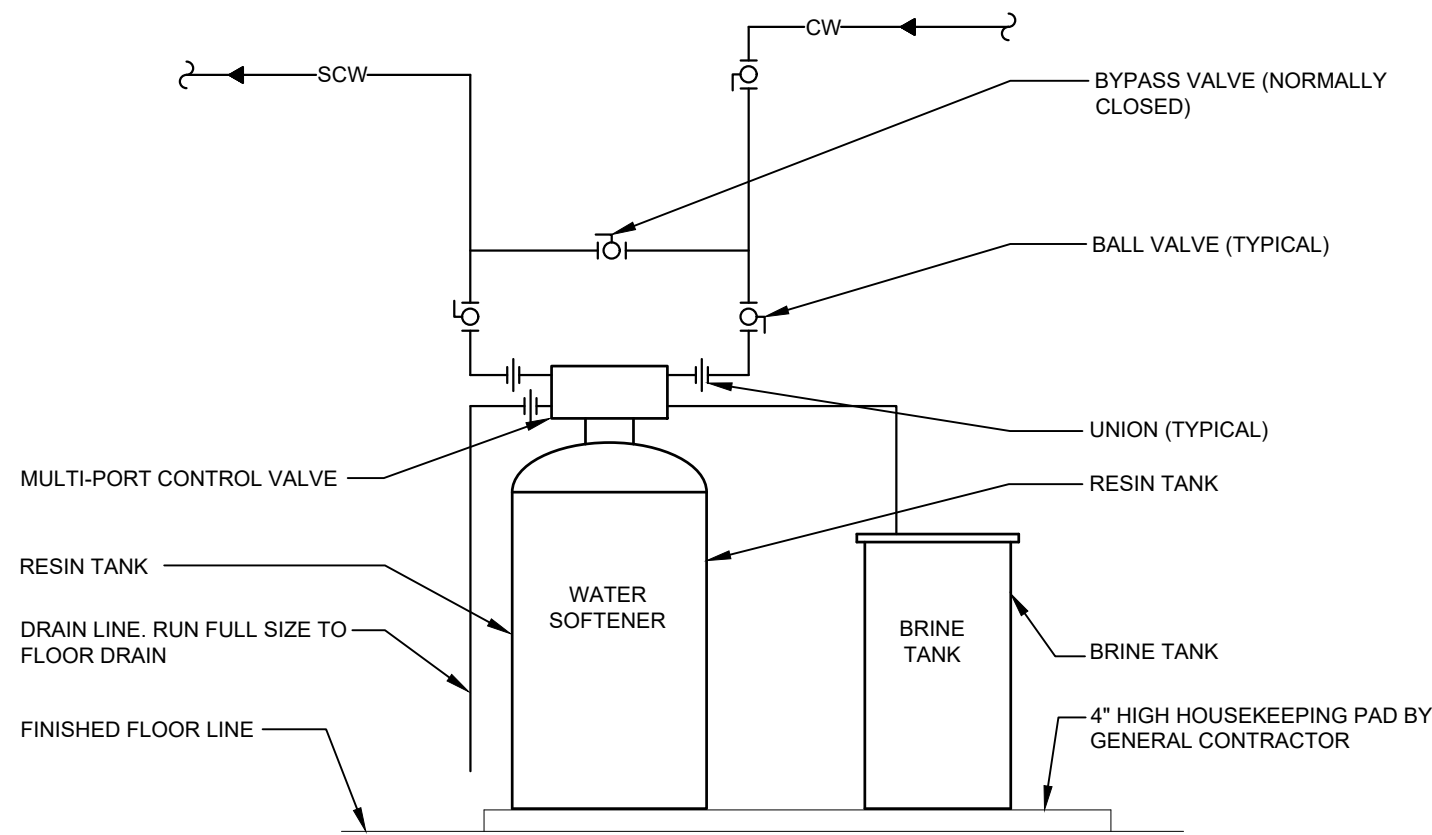 CW
SCW
BYPASS VALVE (NORMALLY
CLOSED)
BALL VALVE (TYPICAL)
UNION (TYPICAL)
MULTI-PORT CONTROL VALVE
RESIN TANK
RESIN TANK
WATER
SOFTENER
BRINE
TANK
DRAIN LINE. RUN FULL SIZE TO
FLOOR DRAIN
BRINE TANK
FINISHED FLOOR LINE
4" HIGH HOUSEKEEPING PAD BY
GENERAL CONTRACTOR